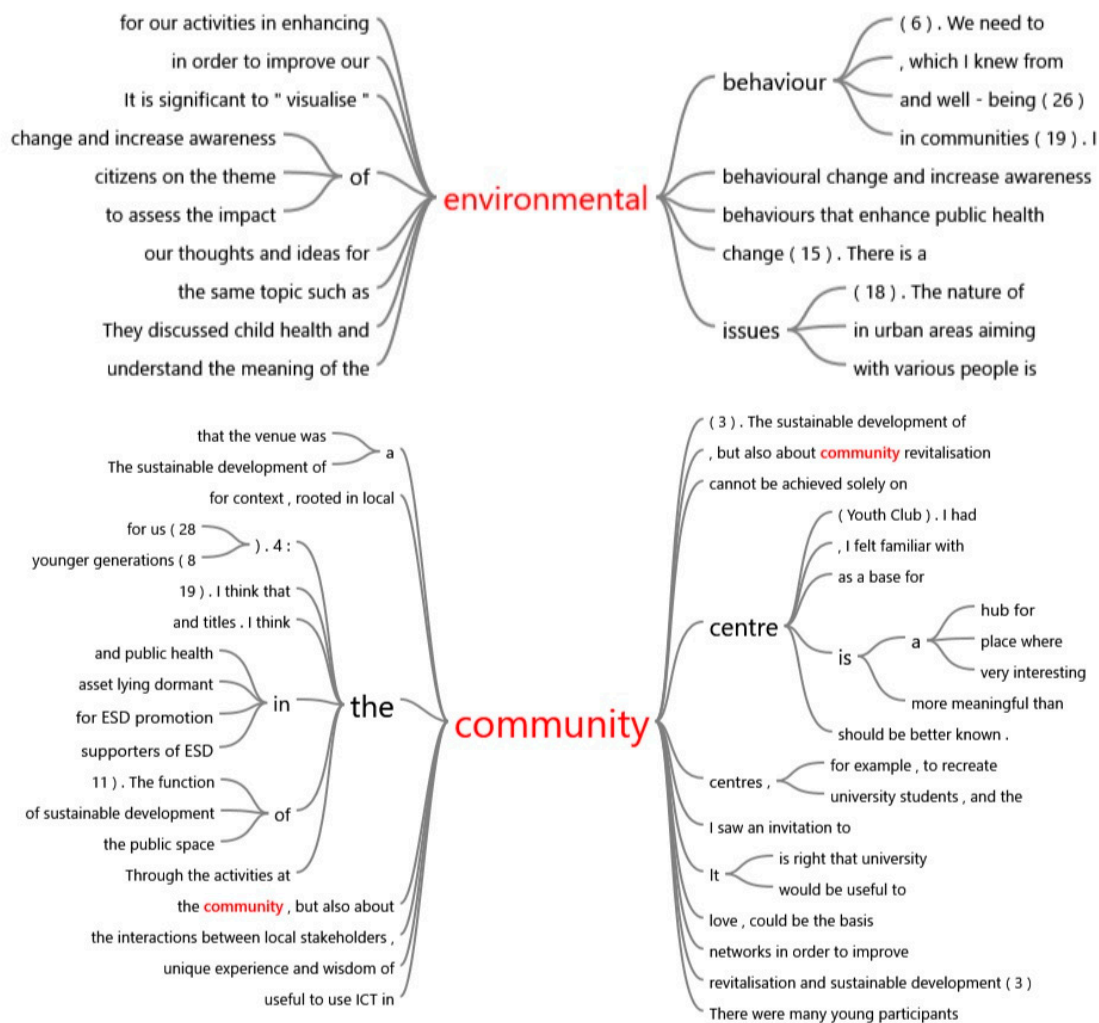 for our activities in enhancing
in order to improve our
It is significant to " visualise "
change and increase awareness
citizens on the theme
to assess the impact
of
our thoughts and ideas for
the same topic such as
They discussed child health and
understand the meaning of the
environmental
behaviour
( 6 ) . We need to
, which I knew from
and well - being ( 26 )
in communities ( 19 ) . I
behavioural change and increase awareness
behaviours that enhance public health
change ( 15 ) . There is a
issues
( 18 ) . The nature of
in urban areas aiming
with various people is
that the venue was
The sustainable development of
a
for context , rooted in local
for us ( 28
younger generations ( 8
) . 4 :
19 ) . I think that
and titles . I think
and public health
asset lying dormant
for ESD promotion
supporters of ESD
in
11 ) . The function
of sustainable development
the public space
of
Through the activities at
the
the community , but also about
the interactions between local stakeholders ,
unique experience and wisdom of
useful to use ICT in
community
( 3 ) . The sustainable development of
, but also about community revitalisation
cannot be achieved solely on
centre
( Youth Club ) . I had
, I felt familiar with
as a base for
is
a
hub for
place where
very interesting
more meaningful than
should be better known .
centres ,
for example , to recreate
university students , and the
I saw an invitation to
It
is right that university
would be useful to
love , could be the basis
networks in order to improve
revitalisation and sustainable development ( 3 )
There were many young participants